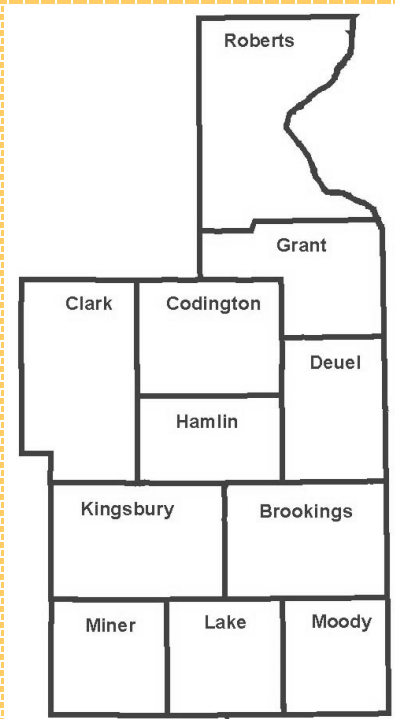 Roberts
Grant
Clark
Codington
Deuel
Hamlin
Kingsbury
Brookings
Miner
Lake
Moody